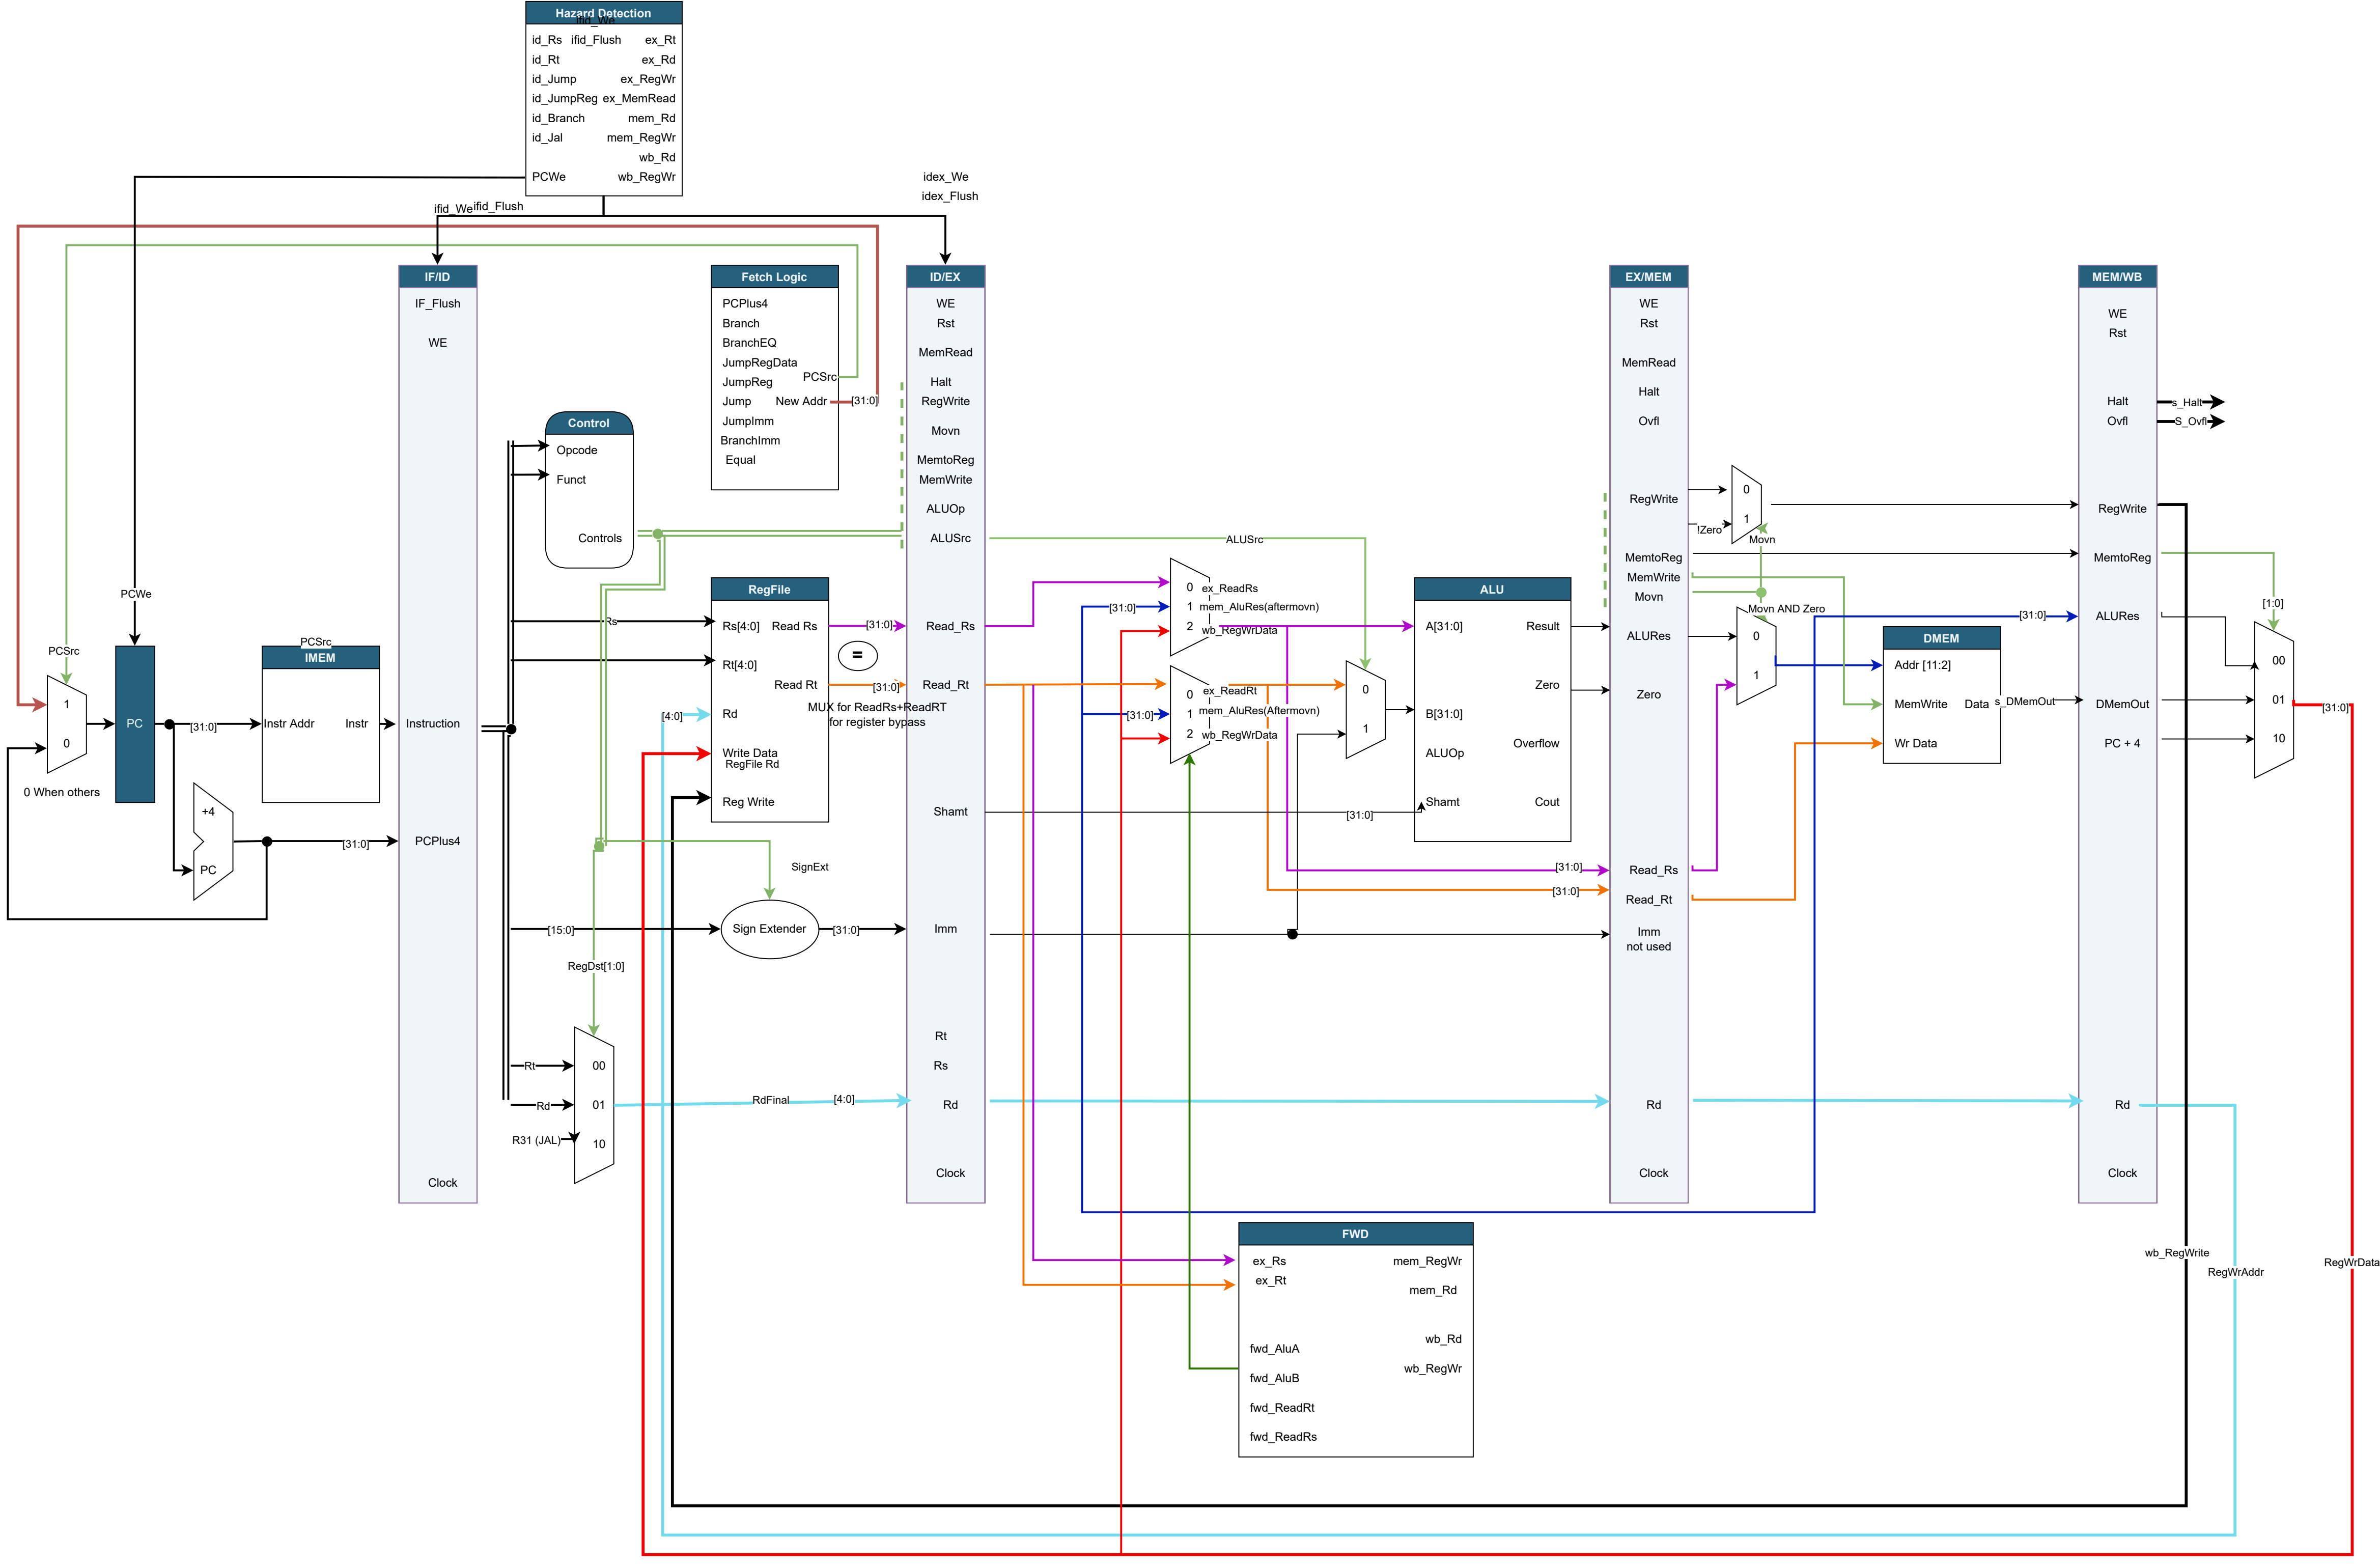 Hazard Detection
ifid_We
id_Rs ifid_Flush ex_Rt
id_Rt ex_Rd
id_Jump ex_RegWr
id_JumpReg ex_MemRead
id_Branch mem_Rd
id_Jal mem_RegWr
wb_Rd
PCWe wb_RegWr
idex_We
idex_Flush
ifid_We ifid_Flush
PCWe
PCSrc
1
0
0 When others
PC
[31:0]
+4
PC
[31:0]
PCSrc
IMEM
Instr Addr Instr
IF/ID
IF_Flush
WE
Instruction
PCPlus4
Clock
Control
Opcode
Funct
Controls
Fetch Logic
PCPlus4
Branch
BranchEQ
JumpRegData
JumpReg PCSrc
Jump New Addr [31:0]
JumpImm
BranchImm
Equal
RegFile
Rs
Rs[4:0] Read Rs [31:0]
=
Rt[4:0]
Read Rt [31:0]
MUX for ReadRs+ReadRT
for register bypass
[4:0] Rd
Write Data
RegFile Rd
Reg Write
SignExt
[15:0] Sign Extender [31:0]
RegDst[1:0]
Rt 00
Rd 01
R31 (JAL) 10
RdFinal [4:0]
ID/EX
WE
Rst
MemRead
Halt
RegWrite
Movn
MemtoReg
MemWrite
ALUOp
ALUSrc
Read_Rs
Read_Rt
Shamt
Imm
Rt
Rs
Rd
Clock
ALUSrc
0 ex_ReadRs
[31:0] 1 mem_AluRes(aftermovn)
2 wb_RegWrData
0 ex_ReadRt
[31:0] 1 mem_AluRes(Aftermovn)
2 wb_RegWrData
0
1
[31:0]
ALU
A[31:0] Result
Zero
B[31:0]
Overflow
ALUOp
Shamt Cout
[31:0]
[31:0]
EX/MEM
WE
Rst
MemRead
Halt
Ovfl
RegWrite
MemtoReg
MemWrite
Movn
ALURes
Zero
Read_Rs
Read_Rt
Imm
not used
Rd
Clock
0
1
!Zero
Movn
Movn AND Zero
0
1
DMEM
Addr [11:2]
MemWrite Data
Wr Data
s_DMemOut
[31:0]
MEM/WB
WE
Rst
Halt s_Halt
Ovfl S_Ovfl
RegWrite
MemtoReg
ALURes
DMemOut
PC + 4
Rd
Clock
[1:0]
00
01
10
[31:0]
FWD
ex_Rs mem_RegWr
ex_Rt
mem_Rd
wb_Rd
fwd_AluA
wb_RegWr
fwd_AluB
fwd_ReadRt
fwd_ReadRs
wb_RegWrite
RegWrAddr
RegWrData